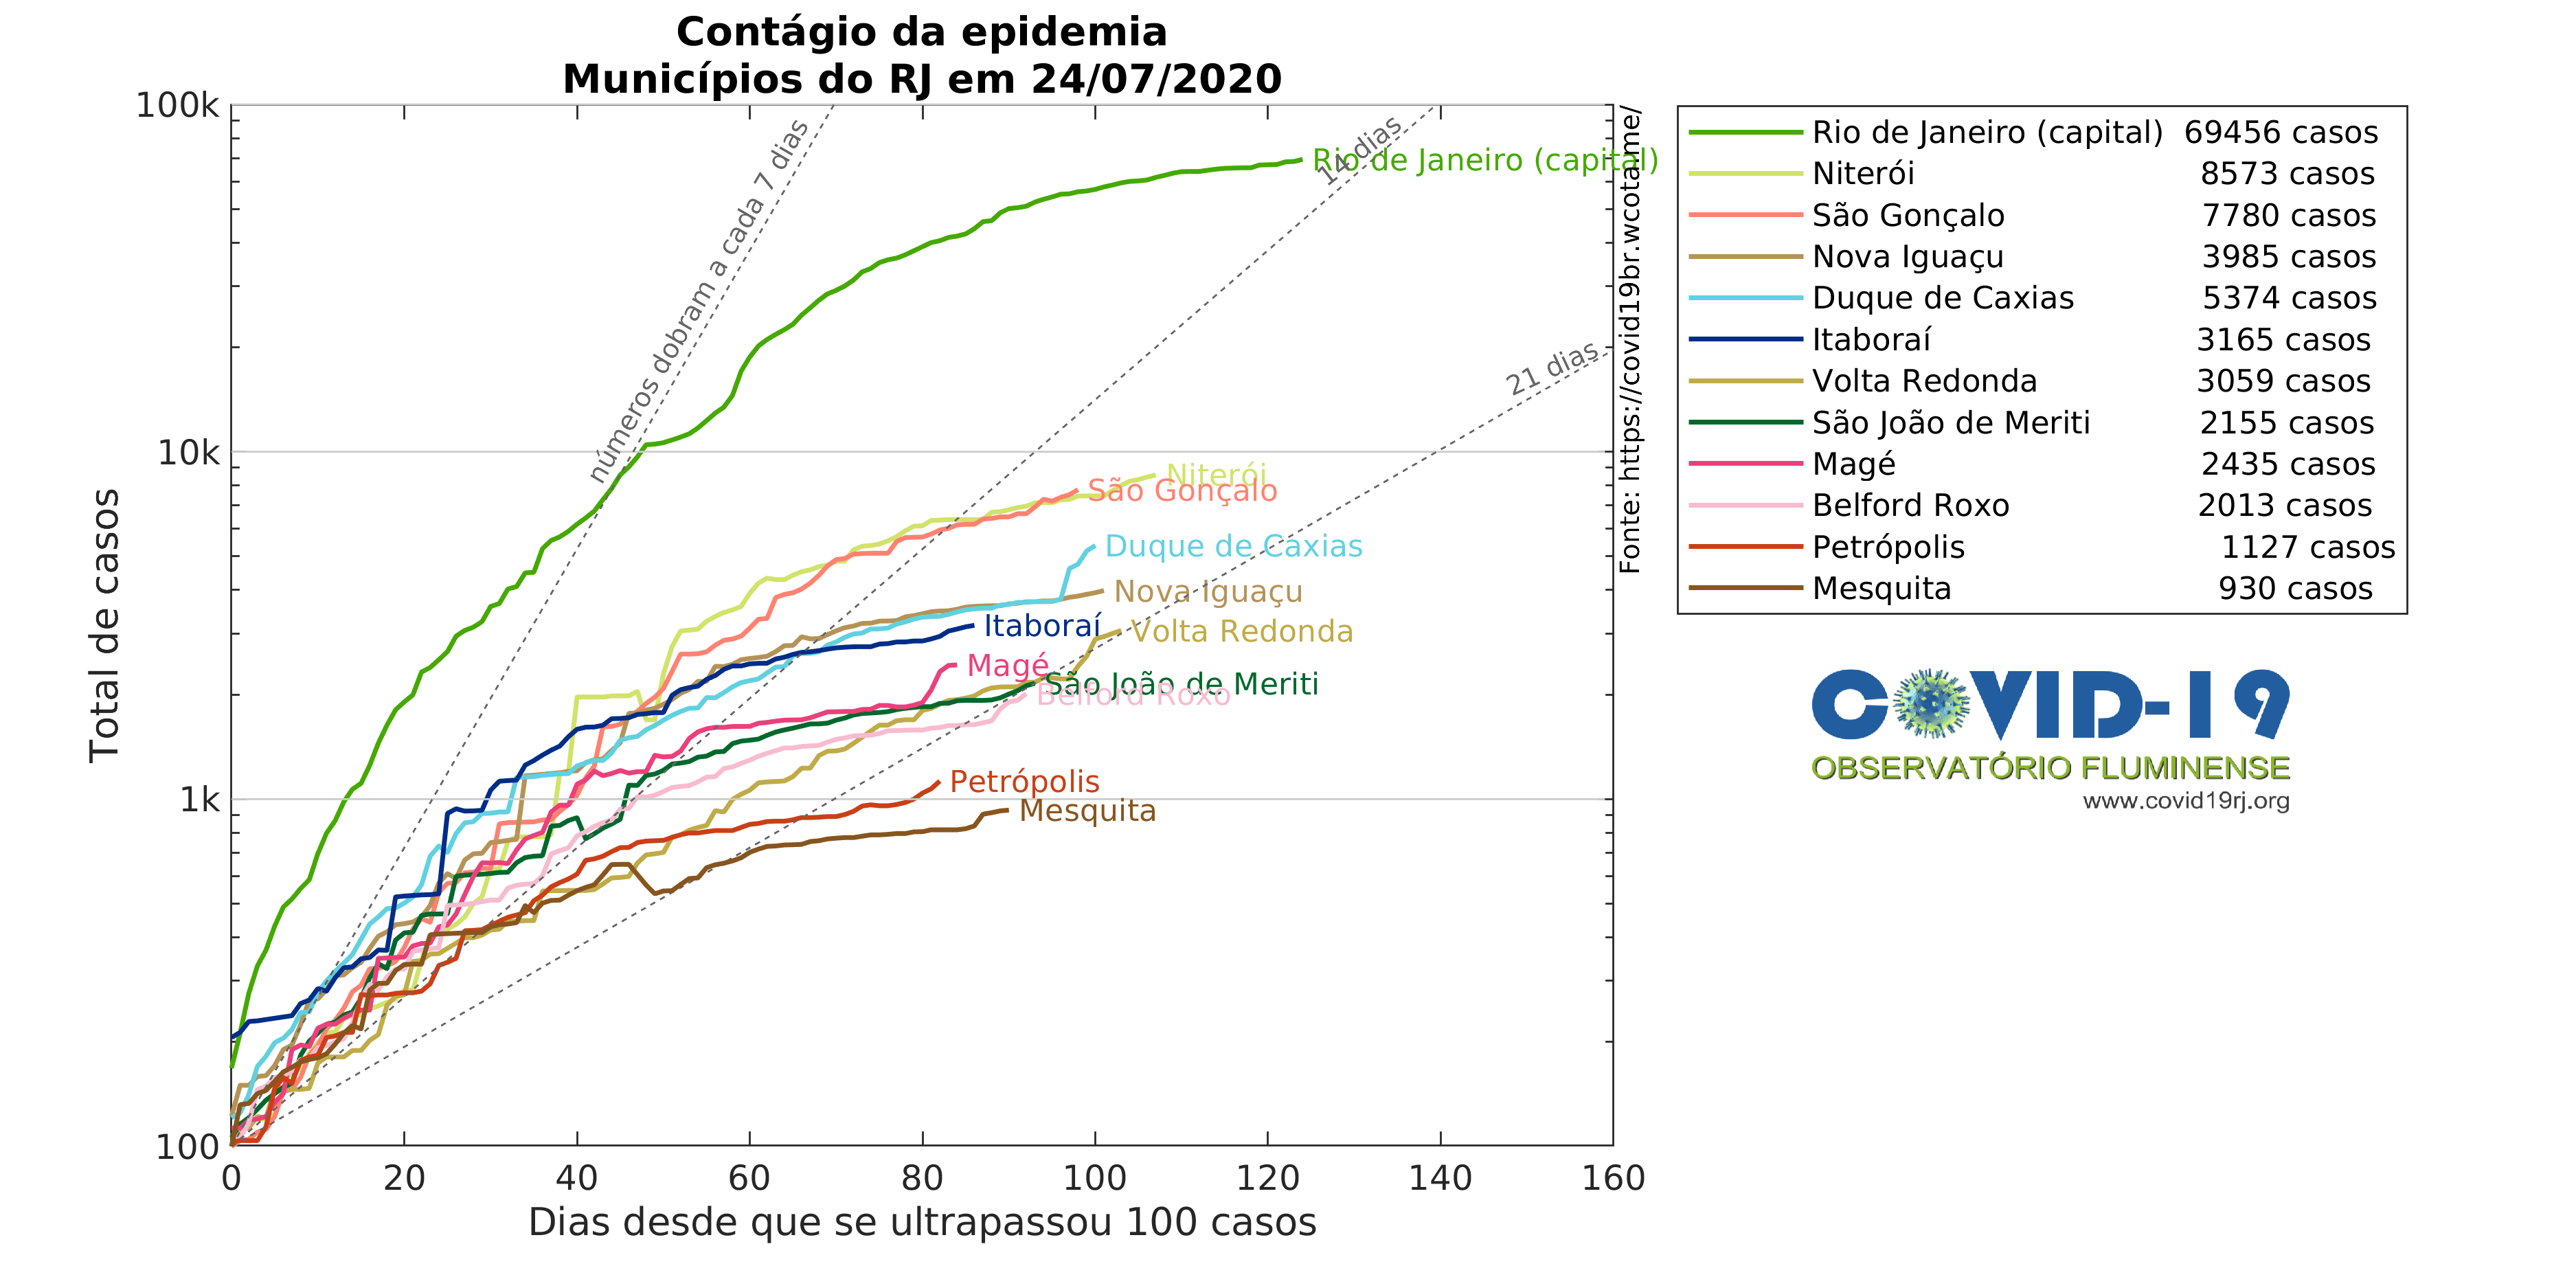 Contágio da epidemia
Municípios do RJ em 24/07/2020
Total de casos
100k
10k
1k
100
0 20 40 60 80 100 120 140 160
Dias desde que se ultrapassou 100 casos
números dobram a cada 7 dias
14 dias
21 dias
Rio de Janeiro (capital)
Niterói
São Gonçalo
Duque de Caxias
Nova Iguaçu
Itaboraí
Volta Redonda
Magé
São João de Meriti
Belford Roxo
Petrópolis
Mesquita
Fonte: https://covid19br.wcota.me/
Rio de Janeiro (capital) 69456 casos
Niterói 8573 casos
São Gonçalo 7780 casos
Nova Iguaçu 3985 casos
Duque de Caxias 5374 casos
Itaboraí 3165 casos
Volta Redonda 3059 casos
São João de Meriti 2155 casos
Magé 2435 casos
Belford Roxo 2013 casos
Petrópolis 1127 casos
Mesquita 930 casos
COVID-19
OBSERVATÓRIO FLUMINENSE
www.covid19rj.org